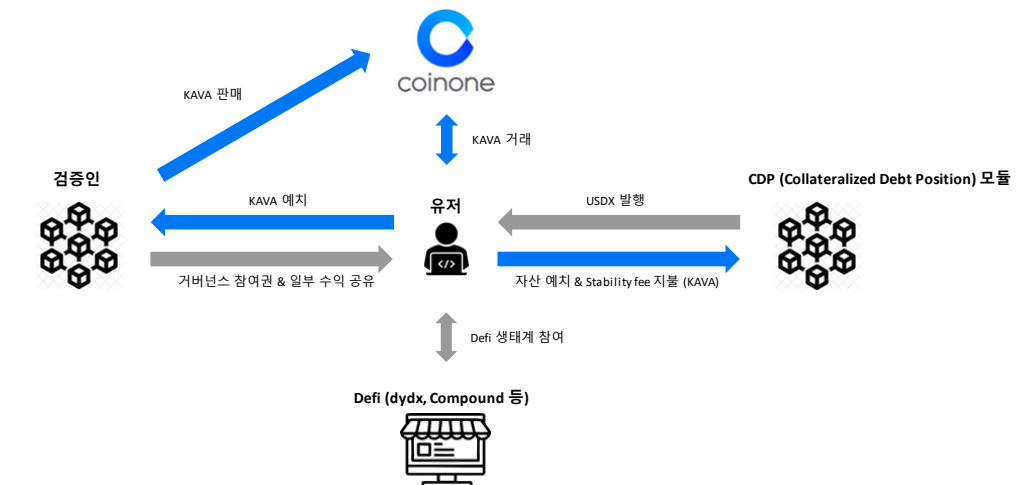 coinone
KAVA 판매
KAVA 거래
검증인
CDP (Collateralized Debt Position) 모듈
KAVA 예치
유저
USDX 발행
</>
거버넌스 참여권 & 일부 수익 공유
자산 예치 & Stability fee 지불 (KAVA)
Defi 생태계 참여
Defi (dydx, Compound 등)